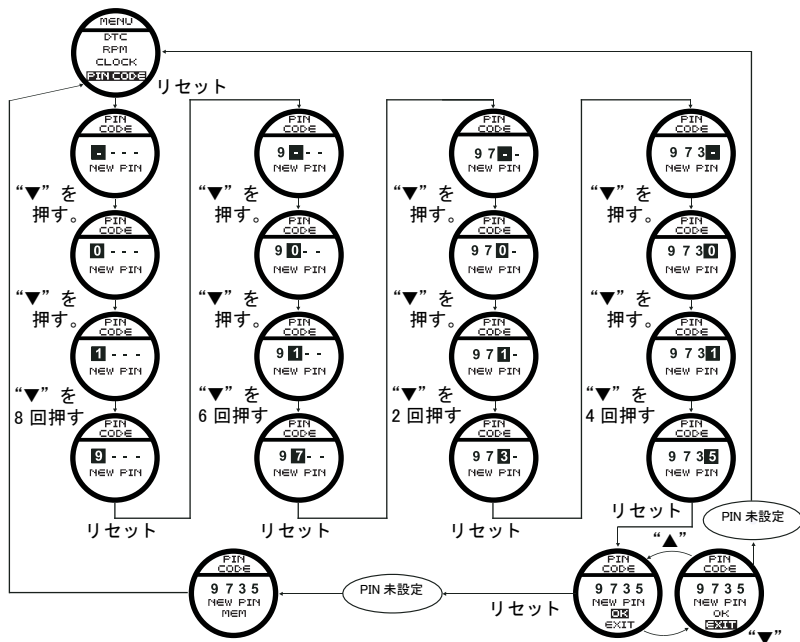 MENU
DTC
RPM
CLOCK
PIN CODE
リセット
PIN
CODE
- - - -
NEW PIN
“▼” を
押す。
PIN
CODE
0 - - -
NEW PIN
“▼” を
押す。
PIN
CODE
1 - - -
NEW PIN
“▼” を
8 回押す
PIN
CODE
9 - - -
NEW PIN
リセット
PIN
CODE
9 - - -
NEW PIN
“▼” を
押す。
PIN
CODE
9 0 - -
NEW PIN
“▼” を
押す。
PIN
CODE
9 1 - -
NEW PIN
“▼” を
6 回押す
PIN
CODE
9 7 - -
NEW PIN
リセット
PIN
CODE
9 7 - -
NEW PIN
“▼” を
押す。
PIN
CODE
9 7 0 -
NEW PIN
“▼” を
押す。
PIN
CODE
9 7 1 -
NEW PIN
“▼” を
2 回押す
PIN
CODE
9 7 3 -
NEW PIN
リセット
PIN
CODE
9 7 3 -
NEW PIN
“▼” を
押す。
PIN
CODE
9 7 3 0
NEW PIN
“▼” を
押す。
PIN
CODE
9 7 3 1
NEW PIN
“▼” を
4 回押す
PIN
CODE
9 7 3 5
NEW PIN
リセット
PIN 未設定
“▲”
PIN
CODE
9 7 3 5
NEW PIN
MEM
PIN 未設定
リセット
PIN
CODE
9 7 3 5
NEW PIN
OK
EXIT
PIN
CODE
9 7 3 5
NEW PIN
OK
EXIT
“▼”